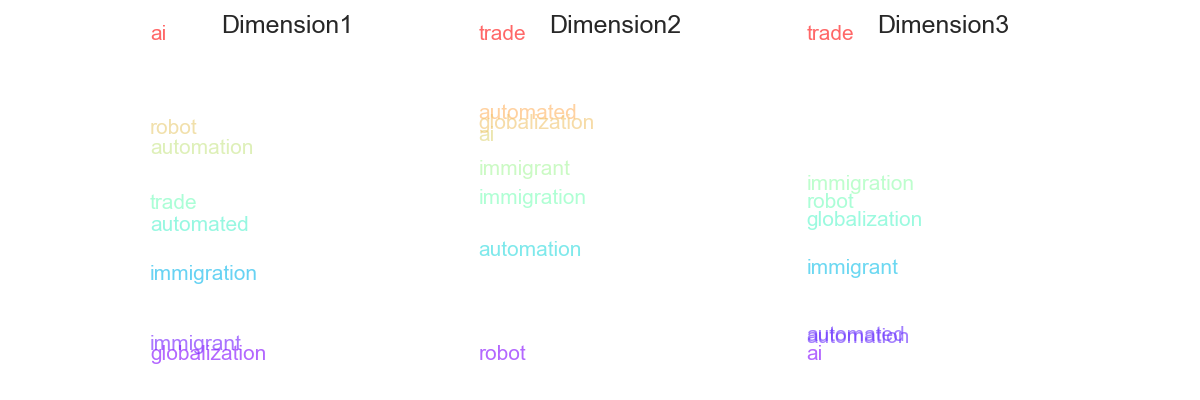 Dimension1
ai
robot
automation
trade
automated
immigration
immigrant
globalization
Dimension2
trade
automated
globalization
ai
immigrant
immigration
automation
robot
Dimension3
trade
immigration
robot
globalization
immigrant
automated
automation
ai